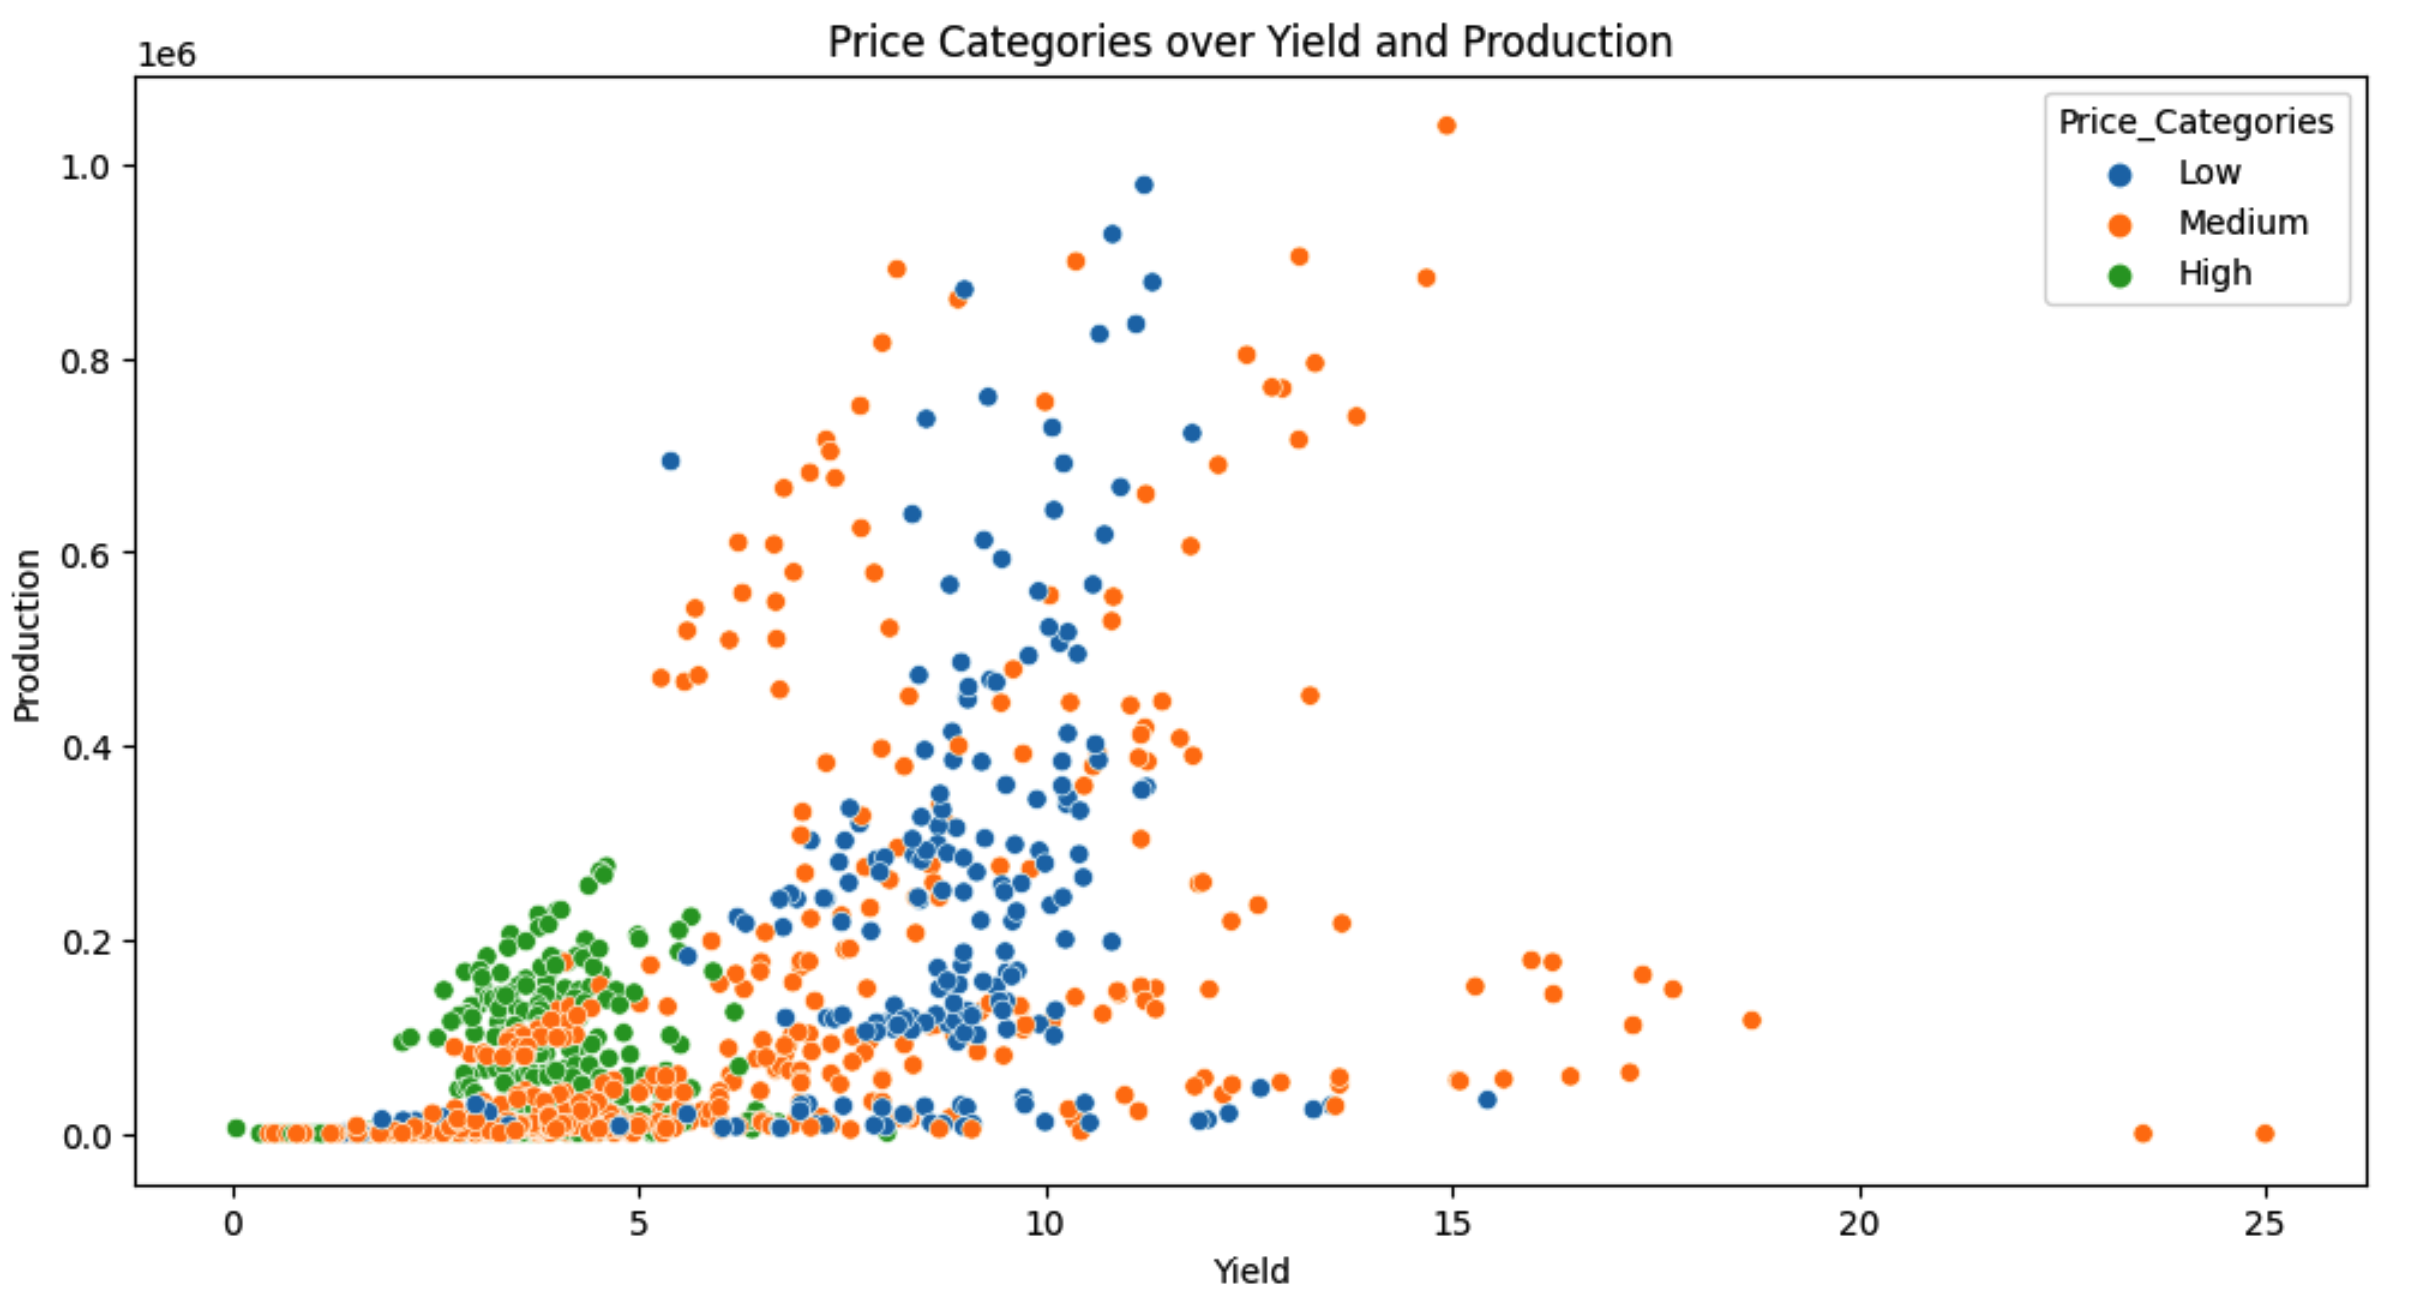 Price Categories over Yield and Production
1e6
Price_Categories
Low
Medium
High
1.0
0.8
0.6
0.4
0.2
0.0
Production
0 5 10 15 20 25
Yield